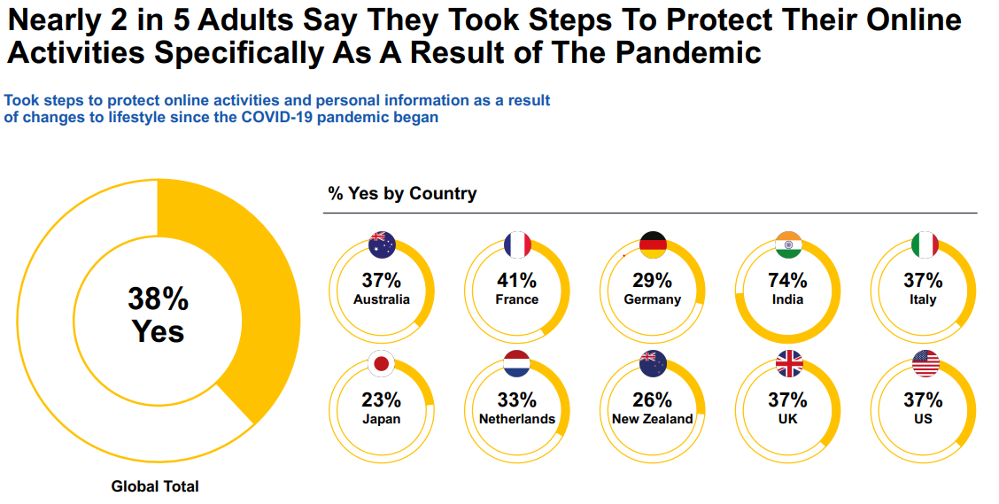 Nearly 2 in 5 Adults Say They Took Steps To Protect Their Online
Activities Specifically As A Result of The Pandemic
Took steps to protect online activities and personal information as a result
of changes to lifestyle since the COVID-19 pandemic began
38%
Yes
Global Total
% Yes by Country
37%
Australia
41%
France
29%
Germany
74%
India
37%
Italy
23%
Japan
33%
Netherlands
26%
New Zealand
37%
UK
37%
US